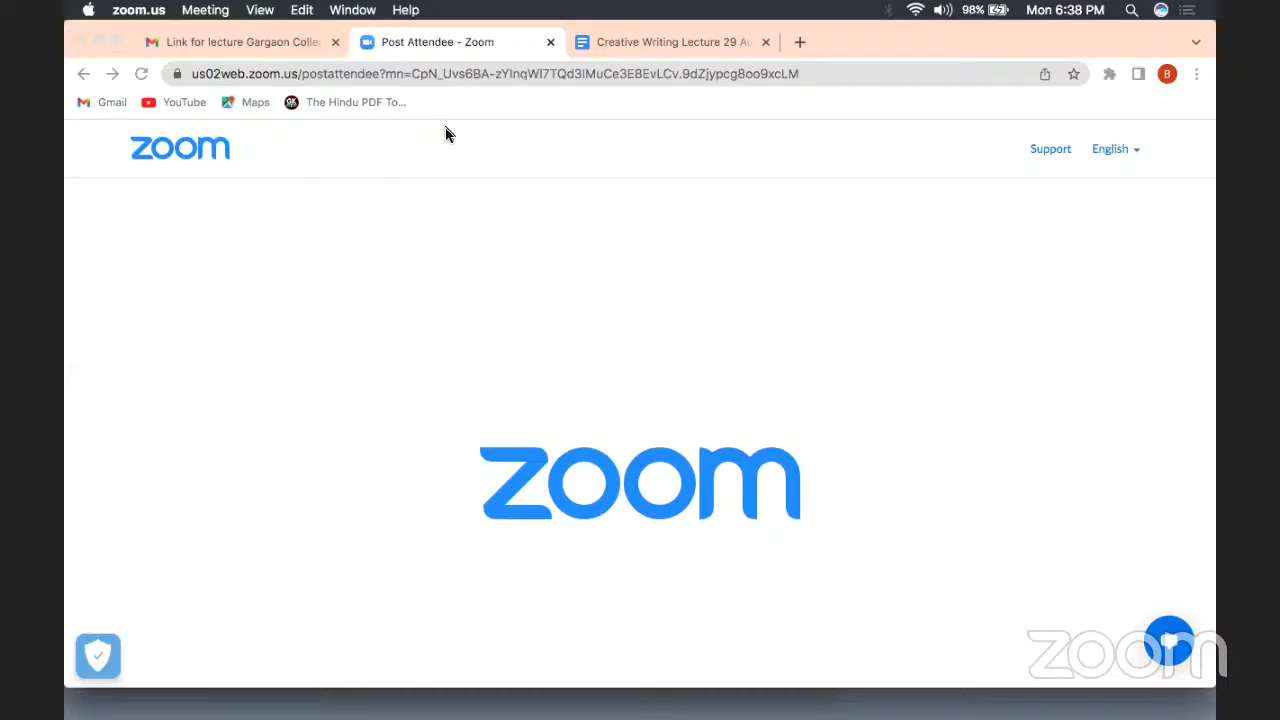 zoom.us Meeting View Edit Window Help 98% Mon 6:38 PM
Link for lecture Gargaon Colle Post Attendee - Zoom Creative Writing Lecture 29 Au
us02web.zoom.us/postattendee?mn=CpN_Uvs6BA-zYlnqWl7TQd3lMuCe3E8EvLCv.9dZjypcg8oo9xcLM
Gmail YouTube Maps The Hindu PDF To...
zoom Support English
zoom
zoom